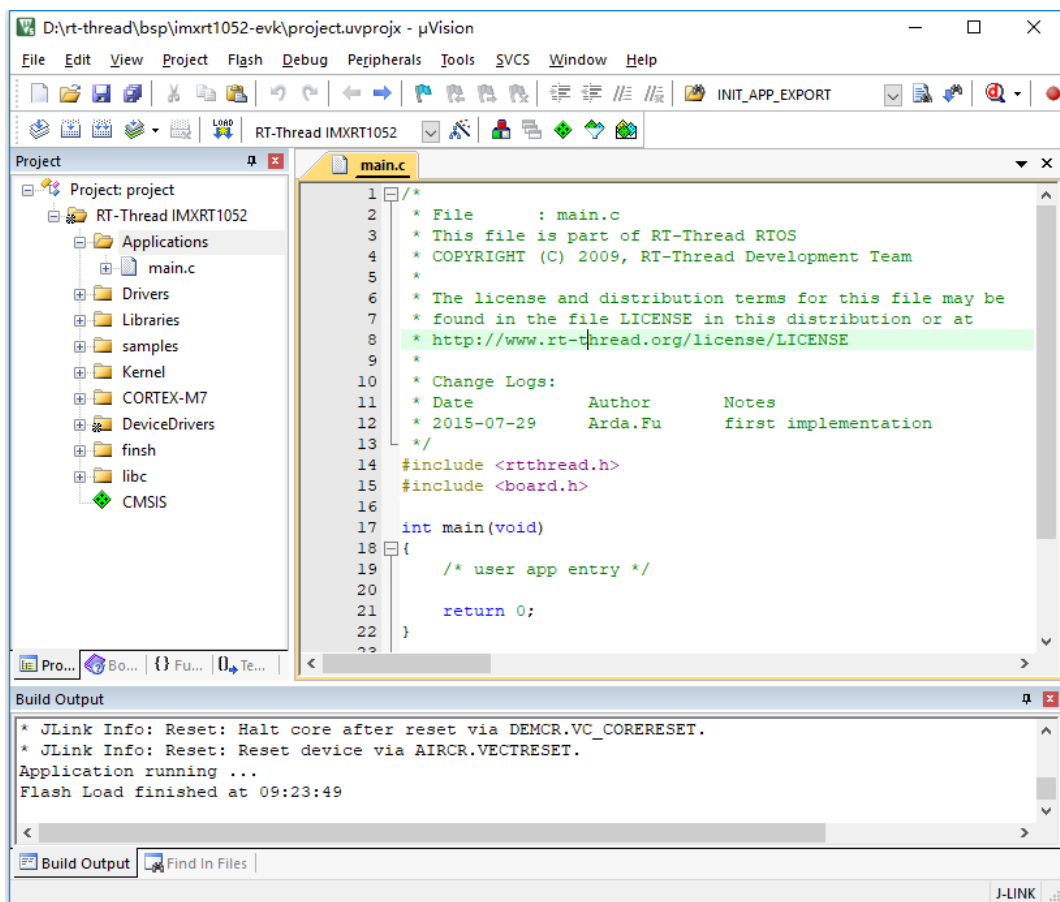 D:\rt-thread\bsp\imxrt1052-evk\project.uvprojx - µVision
File Edit View Project Flash Debug Peripherals Tools SVCS Window Help
INIT_APP_EXPORT
LOAD
RT-Thread IMXRT1052
Project
Project: project
RT-Thread IMXRT1052
Applications
main.c
Drivers
Libraries
samples
Kernel
CORTEX-M7
DeviceDrivers
finsh
libc
CMSIS
Pro... Bo... {} Fu... 0 Te...
main.c
1 /*
2 * File : main.c
3 * This file is part of RT-Thread RTOS
4 * COPYRIGHT (C) 2009, RT-Thread Development Team
5 *
6 * The license and distribution terms for this file may be
7 * found in the file LICENSE in this distribution or at
8 * http://www.rt-thread.org/license/LICENSE
9 *
10 * Change Logs:
11 * Date Author Notes
12 * 2015-07-29 Arda.Fu first implementation
13 */
14 #include <rtthread.h>
15 #include <board.h>
16
17 int main(void)
18 {
19 /* user app entry */
20
21 return 0;
22 }
23
Build Output
* JLink Info: Reset: Halt core after reset via DEMCR.VC_CORERESET.
* JLink Info: Reset: Reset device via AIRCR.VECTRESET.
Application running ...
Flash Load finished at 09:23:49
Build Output Find In Files
J-LINK